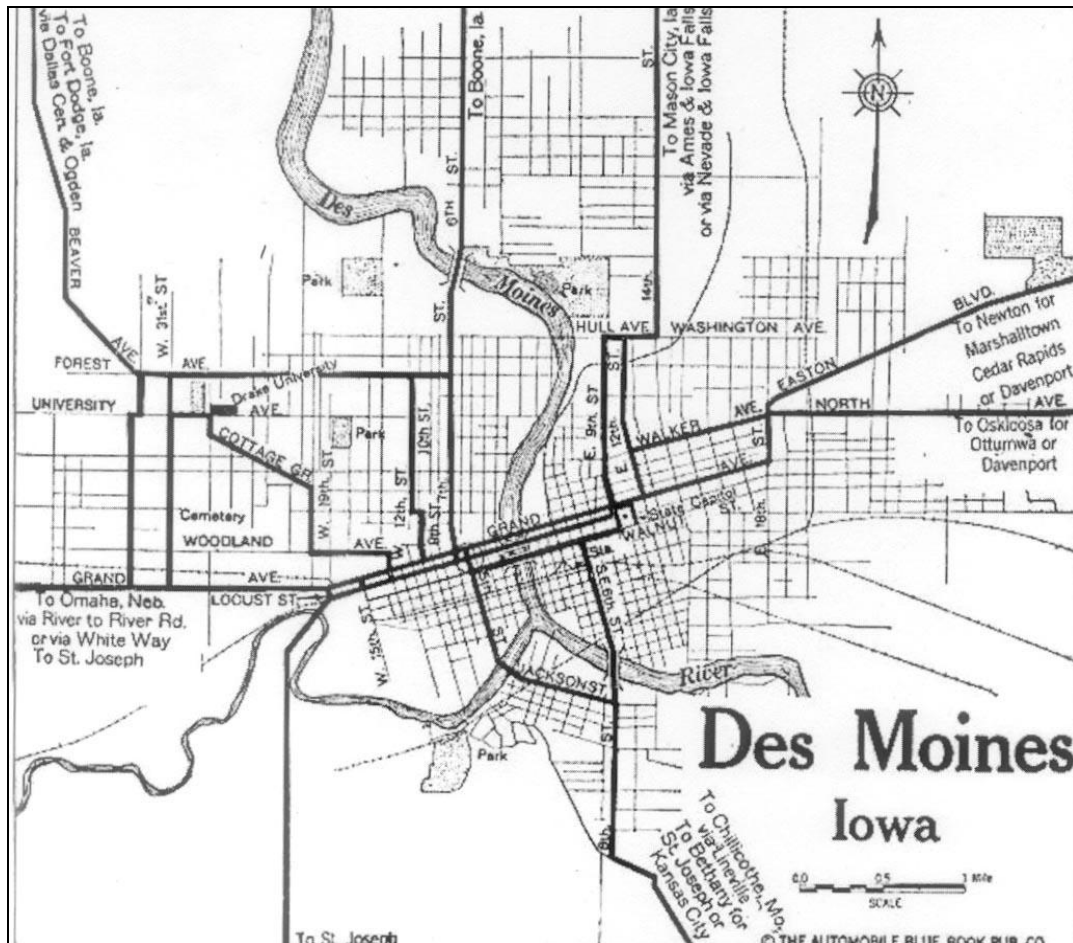 To Boone, Ia.
To Fort Dodge, Ia.
via Dallas Cen. & Ogden
BEAVER
AVE.
W. 31st ST
FOREST AVE.
UNIVERSITY AVE.
Drake University
COTTAGE GR.
W. 19th. ST
Park
Cemetery
WOODLAND AVE.
GRAND AVE.
To Omaha, Neb.
via River to River Rd.
or via White Way
To St. Joseph
LOCUST ST.
W. 15th. ST.
W. 12th. ST
10th ST.
8th ST.
7th. ST.
Park
Des
Moines
River
6TH ST.
To Boone, Ia.
ST.
Park
14th.
ST.
To Mason City, Ia.
via Ames & Iowa Falls
or via Nevade & Iowa Falls
N
HULL AVE.
WASHINGTON AVE.
E. 9th. ST
E. 12th. ST.
WALKER AVE.
EASTON BLVD.
To Newton for
Marshalltown
Cedar Rapids
or Davenport
NORTH AVE.
To Oskloosa for
Ottumwa or
Davenport
E. 18th. ST.
GRAND AVE.
State Capitol
WALNUT ST.
Sta.
S.E. 6th ST.
ST.
JACKSON ST.
Park
ST.
6th.
Des Moines
Iowa
To Chillicothe, Mo.,
via Lineville
To Bethany for
St. Joseph or
Kansas City
0.0 0.5 1 Mile
SCALE
To St. Joseph
© THE AUTOMOBILE BLUE BOOK PUB. CO.